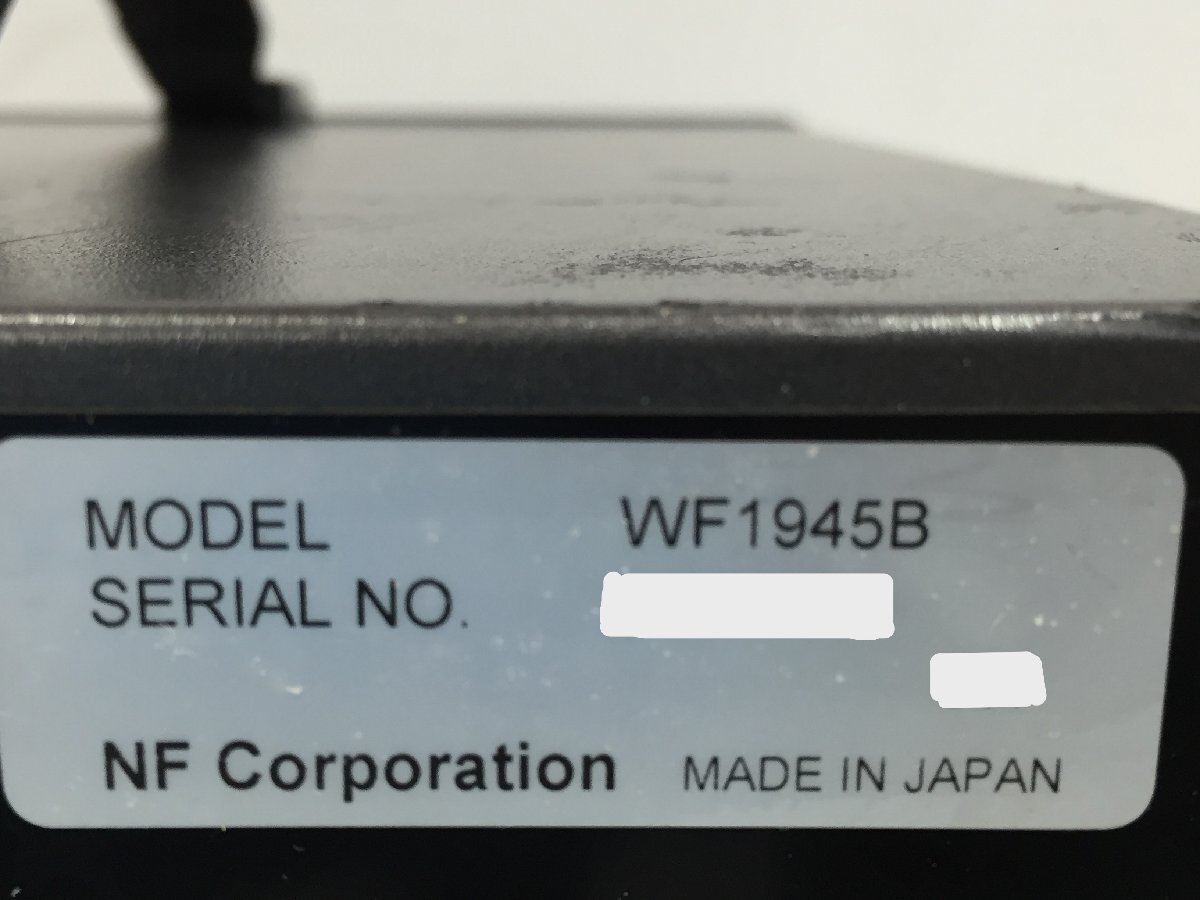 MODEL WF1945B
SERIAL NO.
NF Corporation MADE IN JAPAN